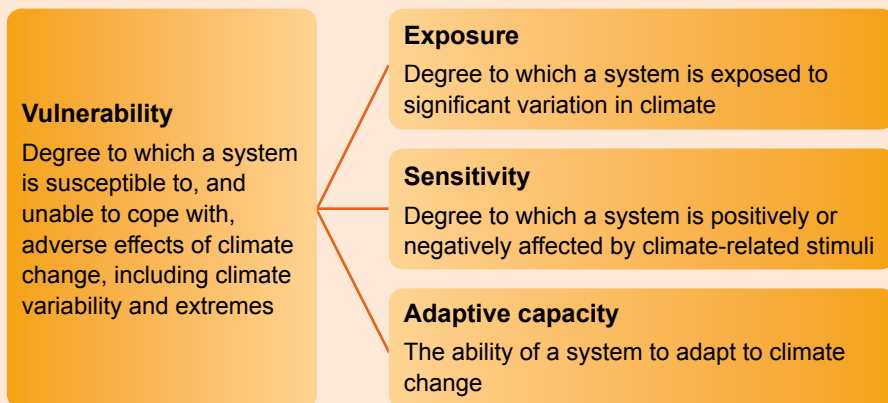 Vulnerability
Degree to which a system
is susceptible to, and
unable to cope with,
adverse effects of climate
change, including climate
variability and extremes
Exposure
Degree to which a system is exposed to
significant variation in climate
Sensitivity
Degree to which a system is positively or
negatively affected by climate-related stimuli
Adaptive capacity
The ability of a system to adapt to climate
change